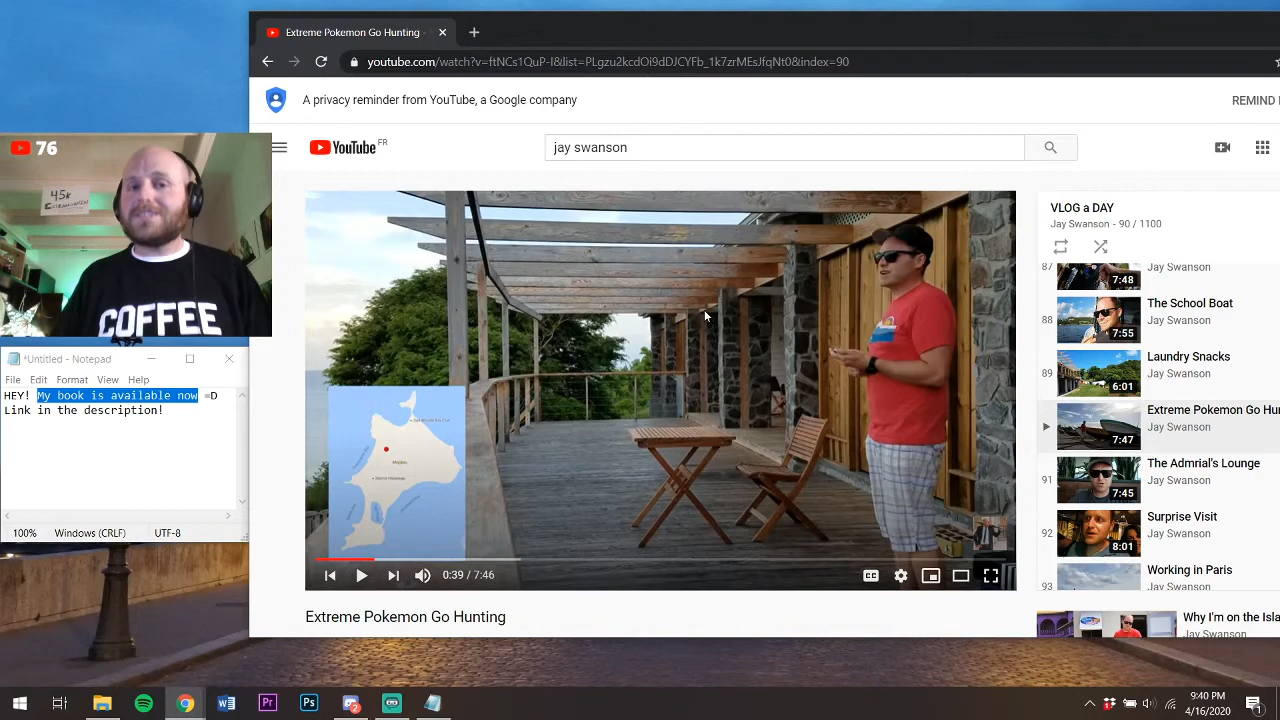 Extreme Pokemon Go Hunting -
youtube.com/watch?v=ftNCs1QuP-I&list=PLgzu2kcdOi9dDJCYFb_1k7zrMEsJfqNt0&index=90
A privacy reminder from YouTube, a Google company
REMIND
YouTube FR
jay swanson
76
45k
COFFEE
*Untitled - Notepad
File Edit Format View Help
HEY! My book is available now =D
Link in the description!
100% Windows (CRLF) UTF-8
0:39 / 7:46
CC
Extreme Pokemon Go Hunting
VLOG a DAY
Jay Swanson - 90 / 1100
87
7:48
Jay Swanson
88
7:55
The School Boat
Jay Swanson
89
6:01
Laundry Snacks
Jay Swanson
7:47
Extreme Pokemon Go Hu
Jay Swanson
91
7:45
The Admrial's Lounge
Jay Swanson
92
8:01
Surprise Visit
Jay Swanson
93
Working in Paris
Jay Swanson
Why I'm on the Isla
Jay Swanson
W
Pr
Ps
9:40 PM
4/16/2020
1